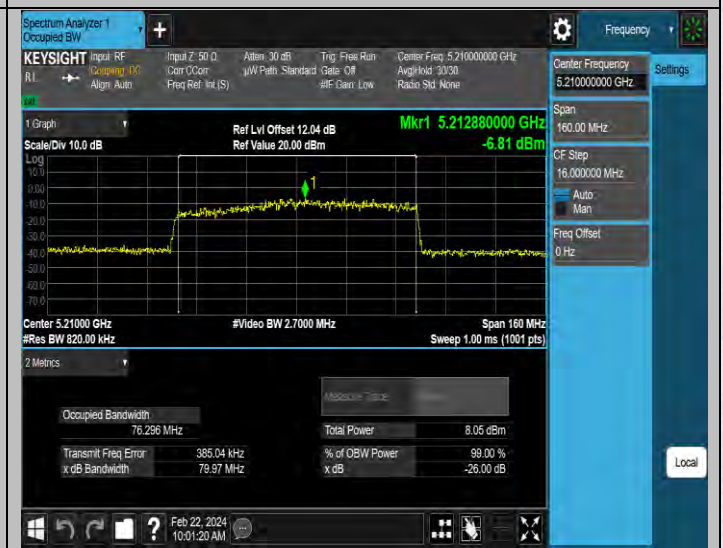 Spectrum Analyzer 1
Occupied BW
Frequency
KEYSIGHT
Input: RF
Coupling: DC
Align: Auto
R L
Input Z: 50 Ω
Corr CCorr
Freq Ref: Int (S)
Atten: 30 dB
µW Path: Standard
Trig: Free Run
Gate: Off
#IF Gain: Low
Center Freq: 5.210000000 GHz
Avg|Hold: 30/30
Radio Std: None
Center Frequency
5.210000000 GHz
Settings
Span
160.00 MHz
CF Step
16.000000 MHz
Auto
Man
Freq Offset
0 Hz
1 Graph
Scale/Div 10.0 dB
Ref Lvl Offset 12.04 dB
Ref Value 20.00 dBm
Mkr1 5.212880000 GHz
-6.81 dBm
Log
10.0
0.00
-10.0
-20.0
-30.0
-40.0
-50.0
-60.0
-70.0
1
Center 5.21000 GHz
#Video BW 2.7000 MHz
Span 160 MHz
#Res BW 820.00 kHz
Sweep 1.00 ms (1001 pts)
2 Metrics
Measure Trace
Occupied Bandwidth
76.296 MHz
Total Power 8.05 dBm
Transmit Freq Error 385.04 kHz
% of OBW Power 99.00 %
x dB Bandwidth 79.97 MHz
x dB -26.00 dB
Local
Feb 22, 2024
10:01:20 AM